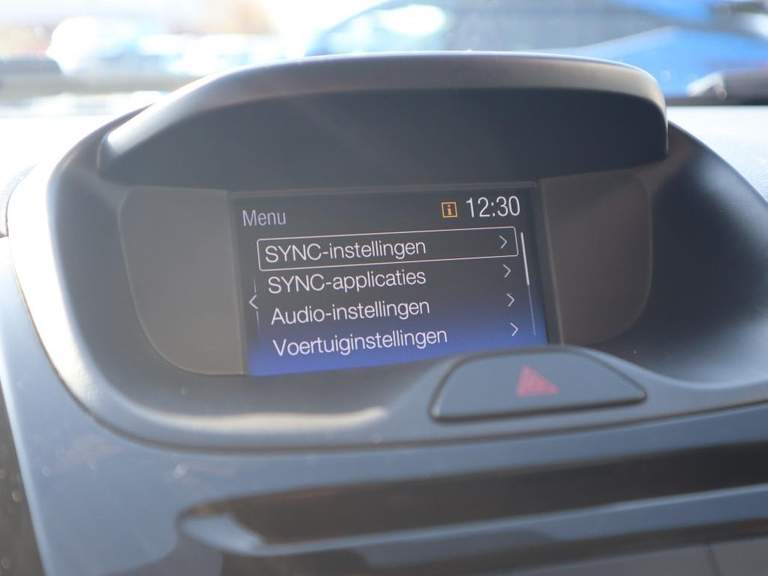 Menu 12:30
SYNC-instellingen
SYNC-applicaties
Audio-instellingen
Voertuiginstellingen